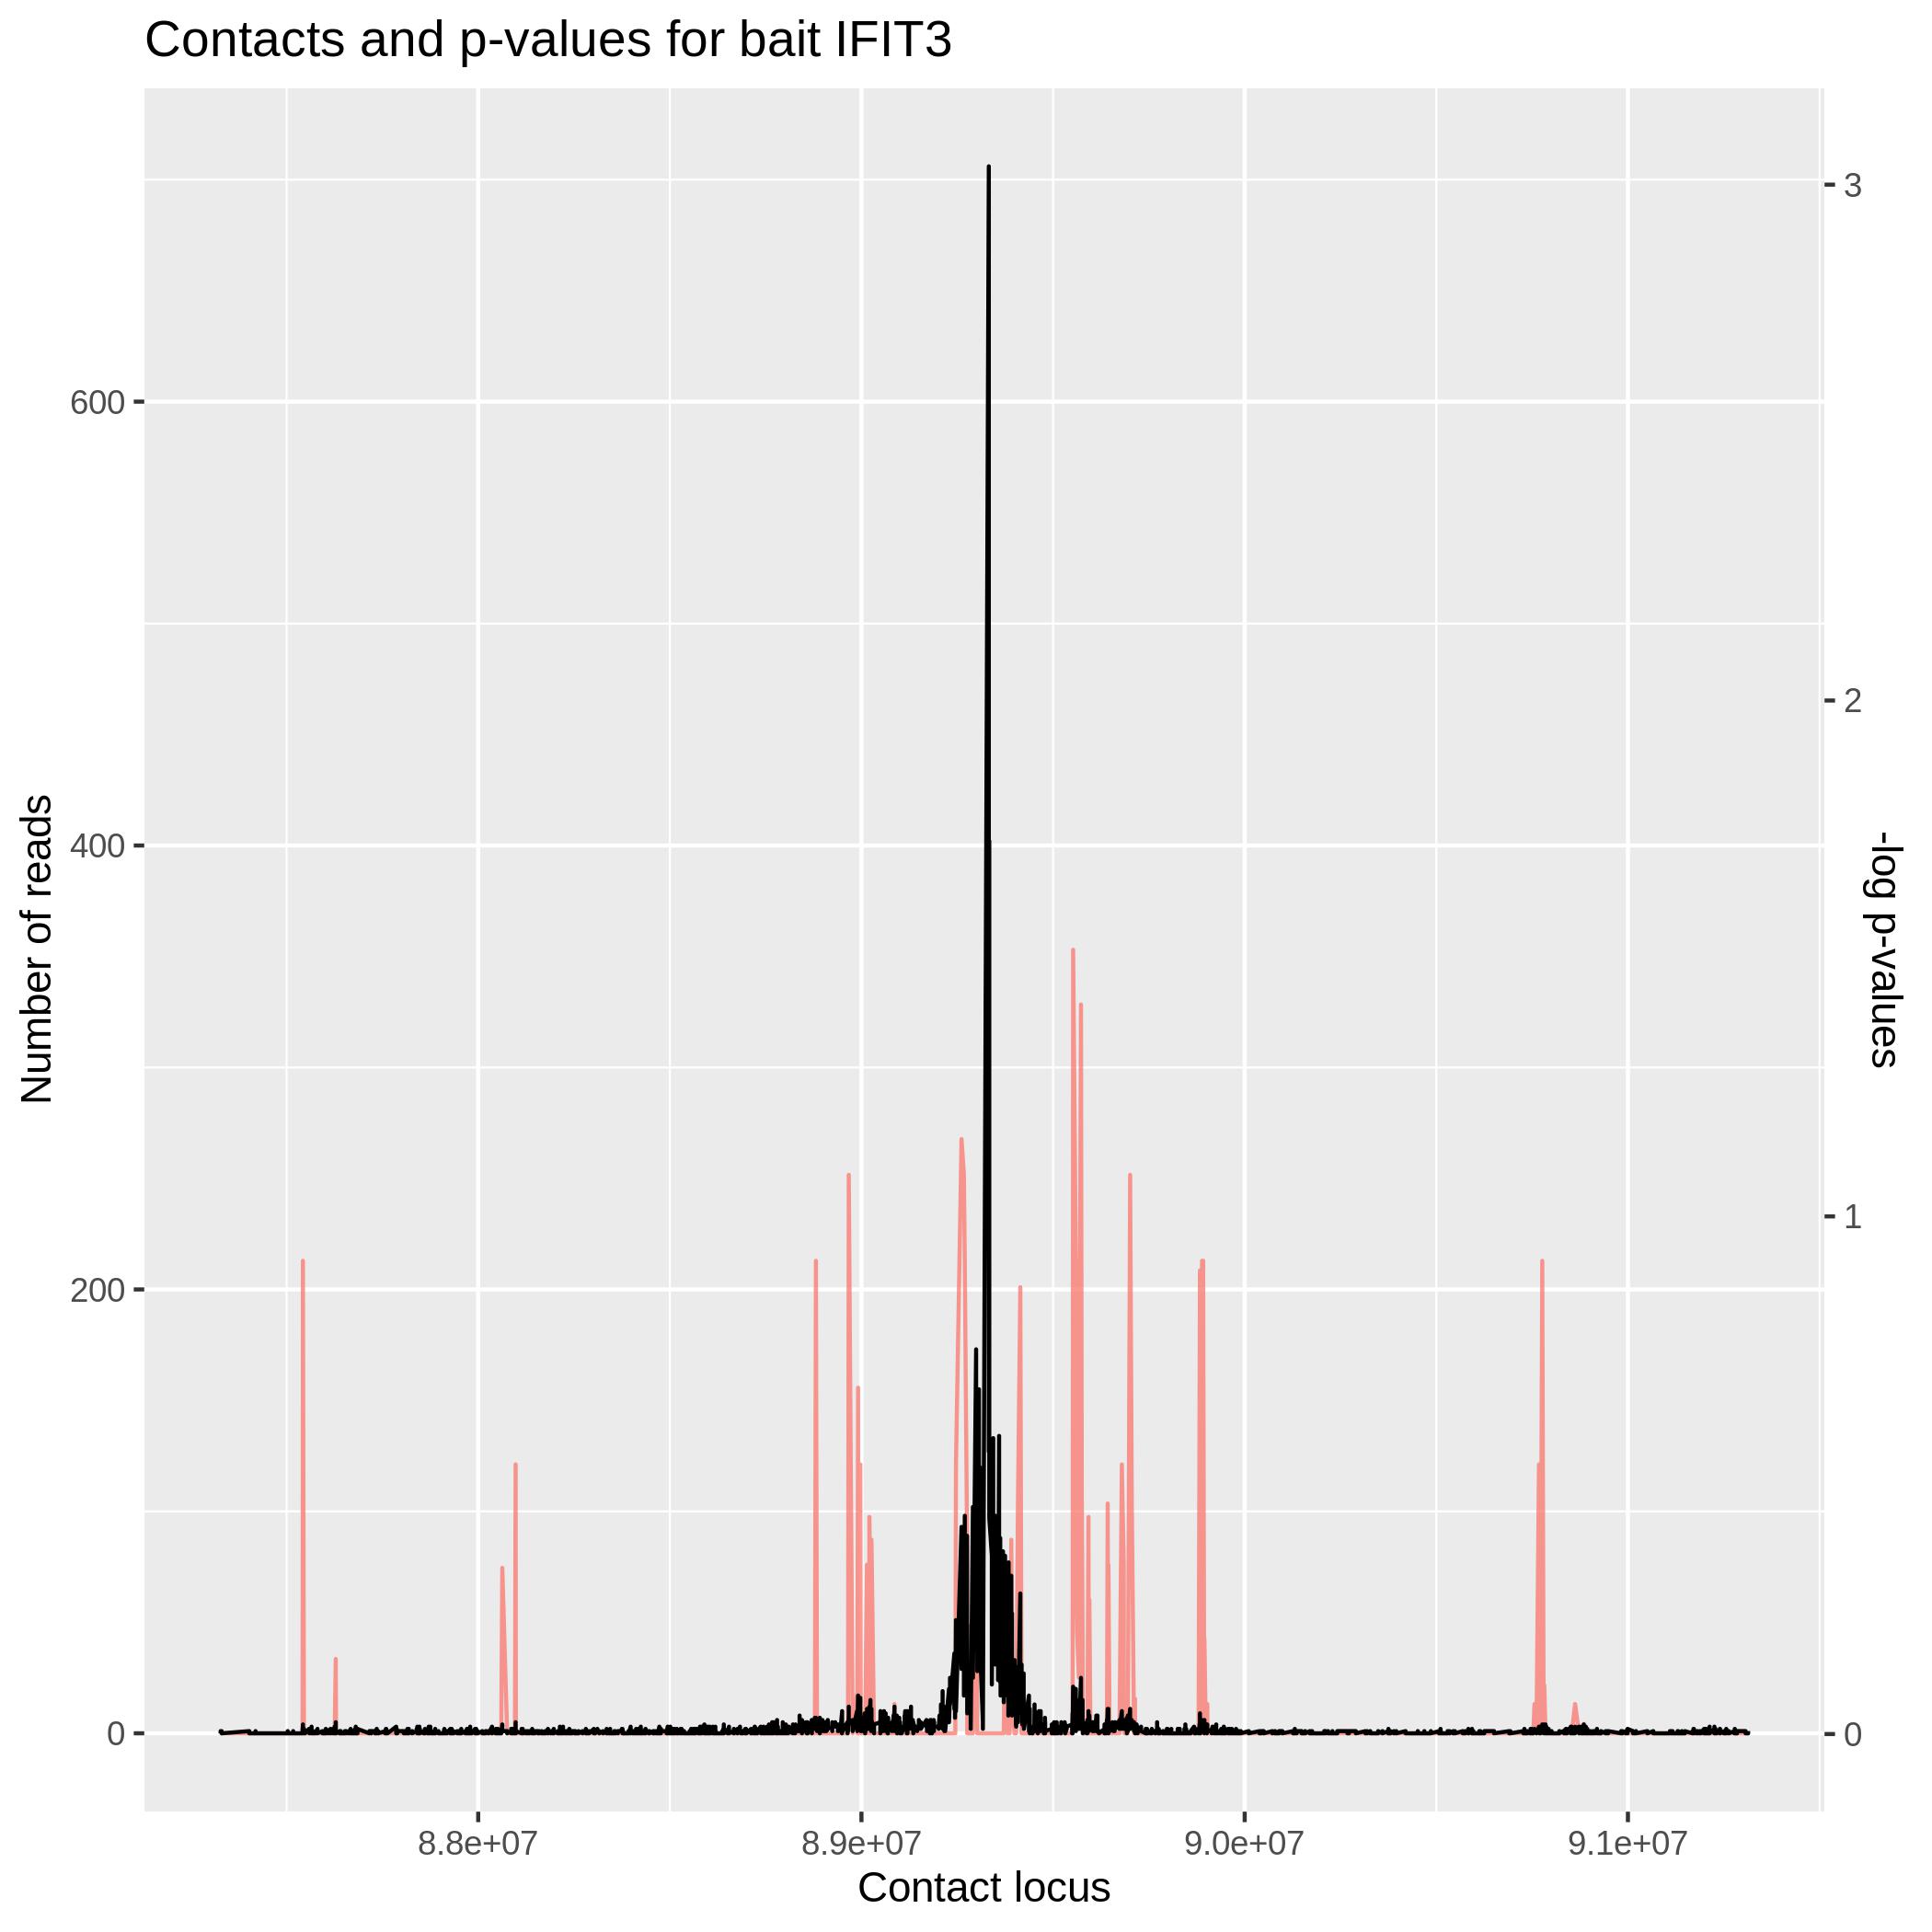 Contacts and p-values for bait IFIT3
Number of reads
600
400
200
0
3
2
1
0
-log p-values
8.8e+07
8.9e+07
9.0e+07
9.1e+07
Contact locus